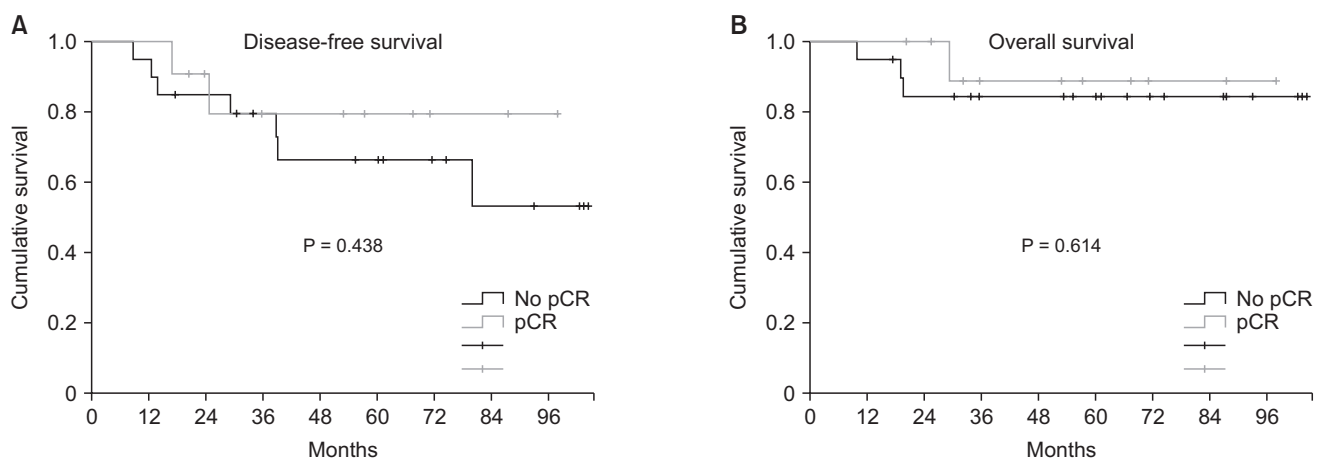 A
Disease-free survival
Cumulative survival
1.0
0.8
0.6
0.4
0.2
0
P = 0.438
No pCR
pCR
0 12 24 36 48 60 72 84 96
Months
B
Overall survival
Cumulative survival
1.0
0.8
0.6
0.4
0.2
0
P = 0.614
No pCR
pCR
0 12 24 36 48 60 72 84 96
Months